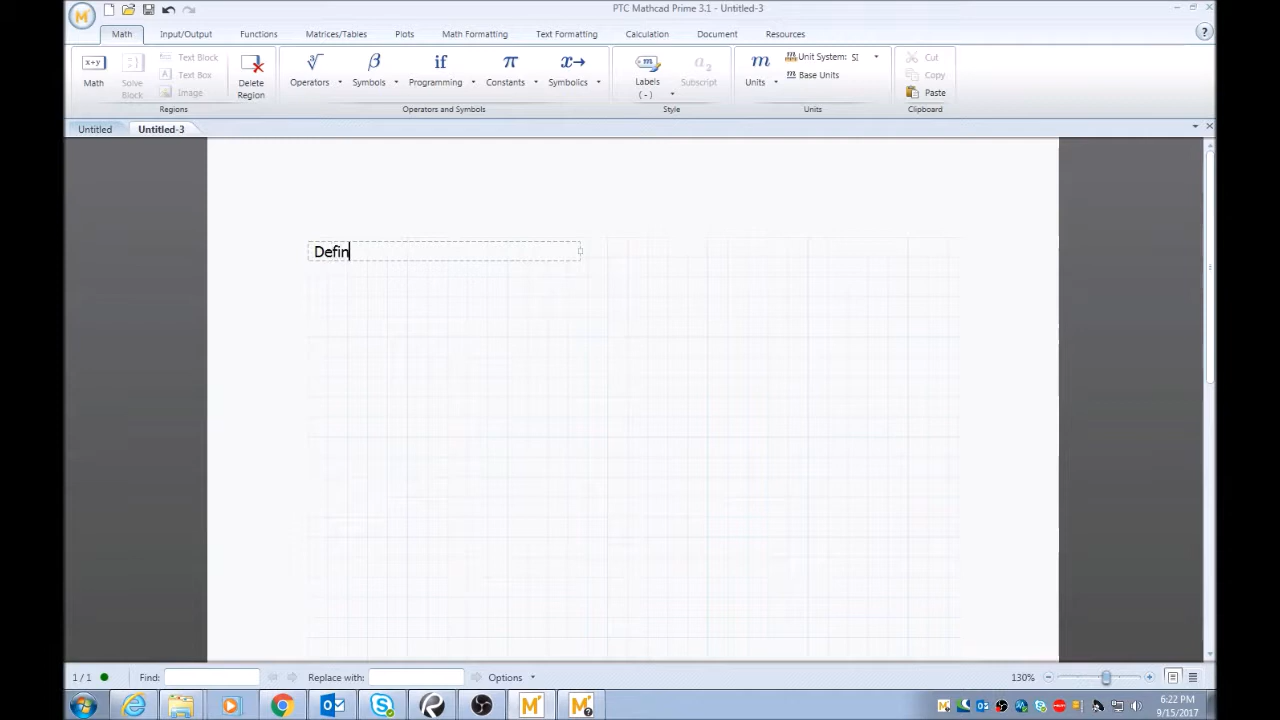 PTC Mathcad Prime 3.1 - Untitled-3
Math Input/Output Functions Matrices/Tables Plots Math Formatting Text Formatting Calculation Document Resources
Math
Solve Block
Text Block
Text Box
Image
Delete Region
Regions
Operators
Symbols
if
Programming
Constants
Symbolics
Operators and Symbols
Labels
( - )
Subscript
Style
Units
Unit System: SI
Base Units
Units
Cut
Copy
Paste
Clipboard
Untitled Untitled-3
Defin
1 / 1 Find: Replace with: Options 130%
6:22 PM
9/15/2017